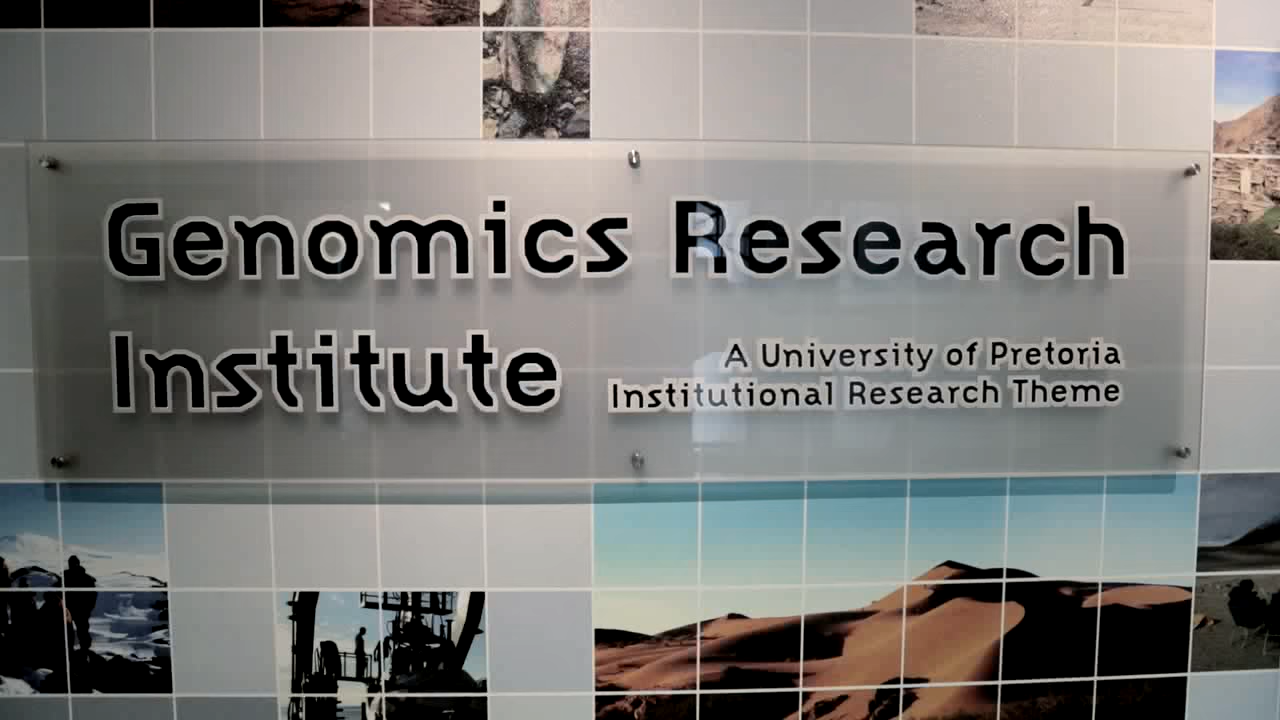 Genomics Research
Institute
A University of Pretoria
Institutional Research Theme